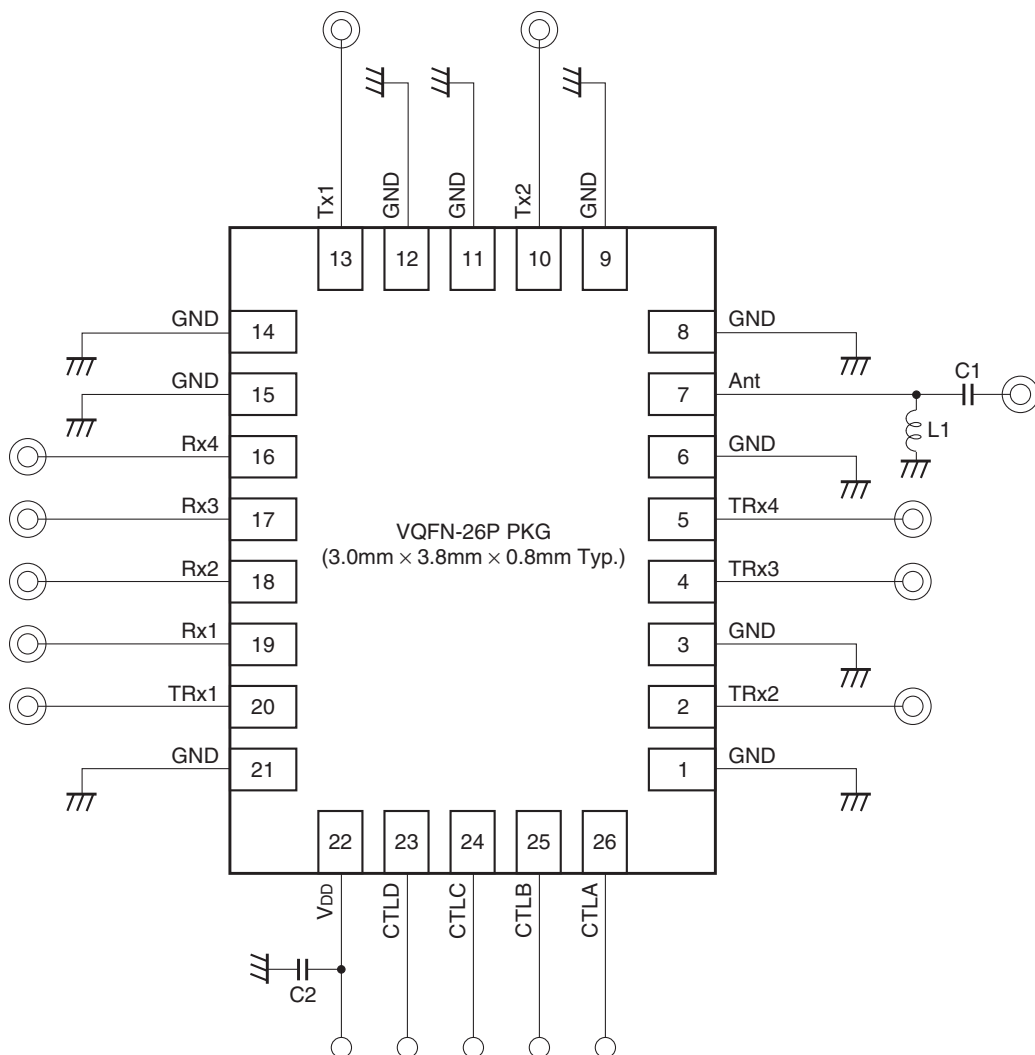 Tx1
GND
GND
Tx2
GND
13
12
11
10
9
GND
14
8
GND
GND
15
7
Ant
C1
L1
Rx4
16
6
GND
Rx3
17
5
TRx4
VQFN-26P PKG
(3.0mm × 3.8mm × 0.8mm Typ.)
Rx2
18
4
TRx3
Rx1
19
3
GND
TRx1
20
2
TRx2
GND
21
1
GND
22
23
24
25
26
VDD
CTLD
CTLC
CTLB
CTLA
C2